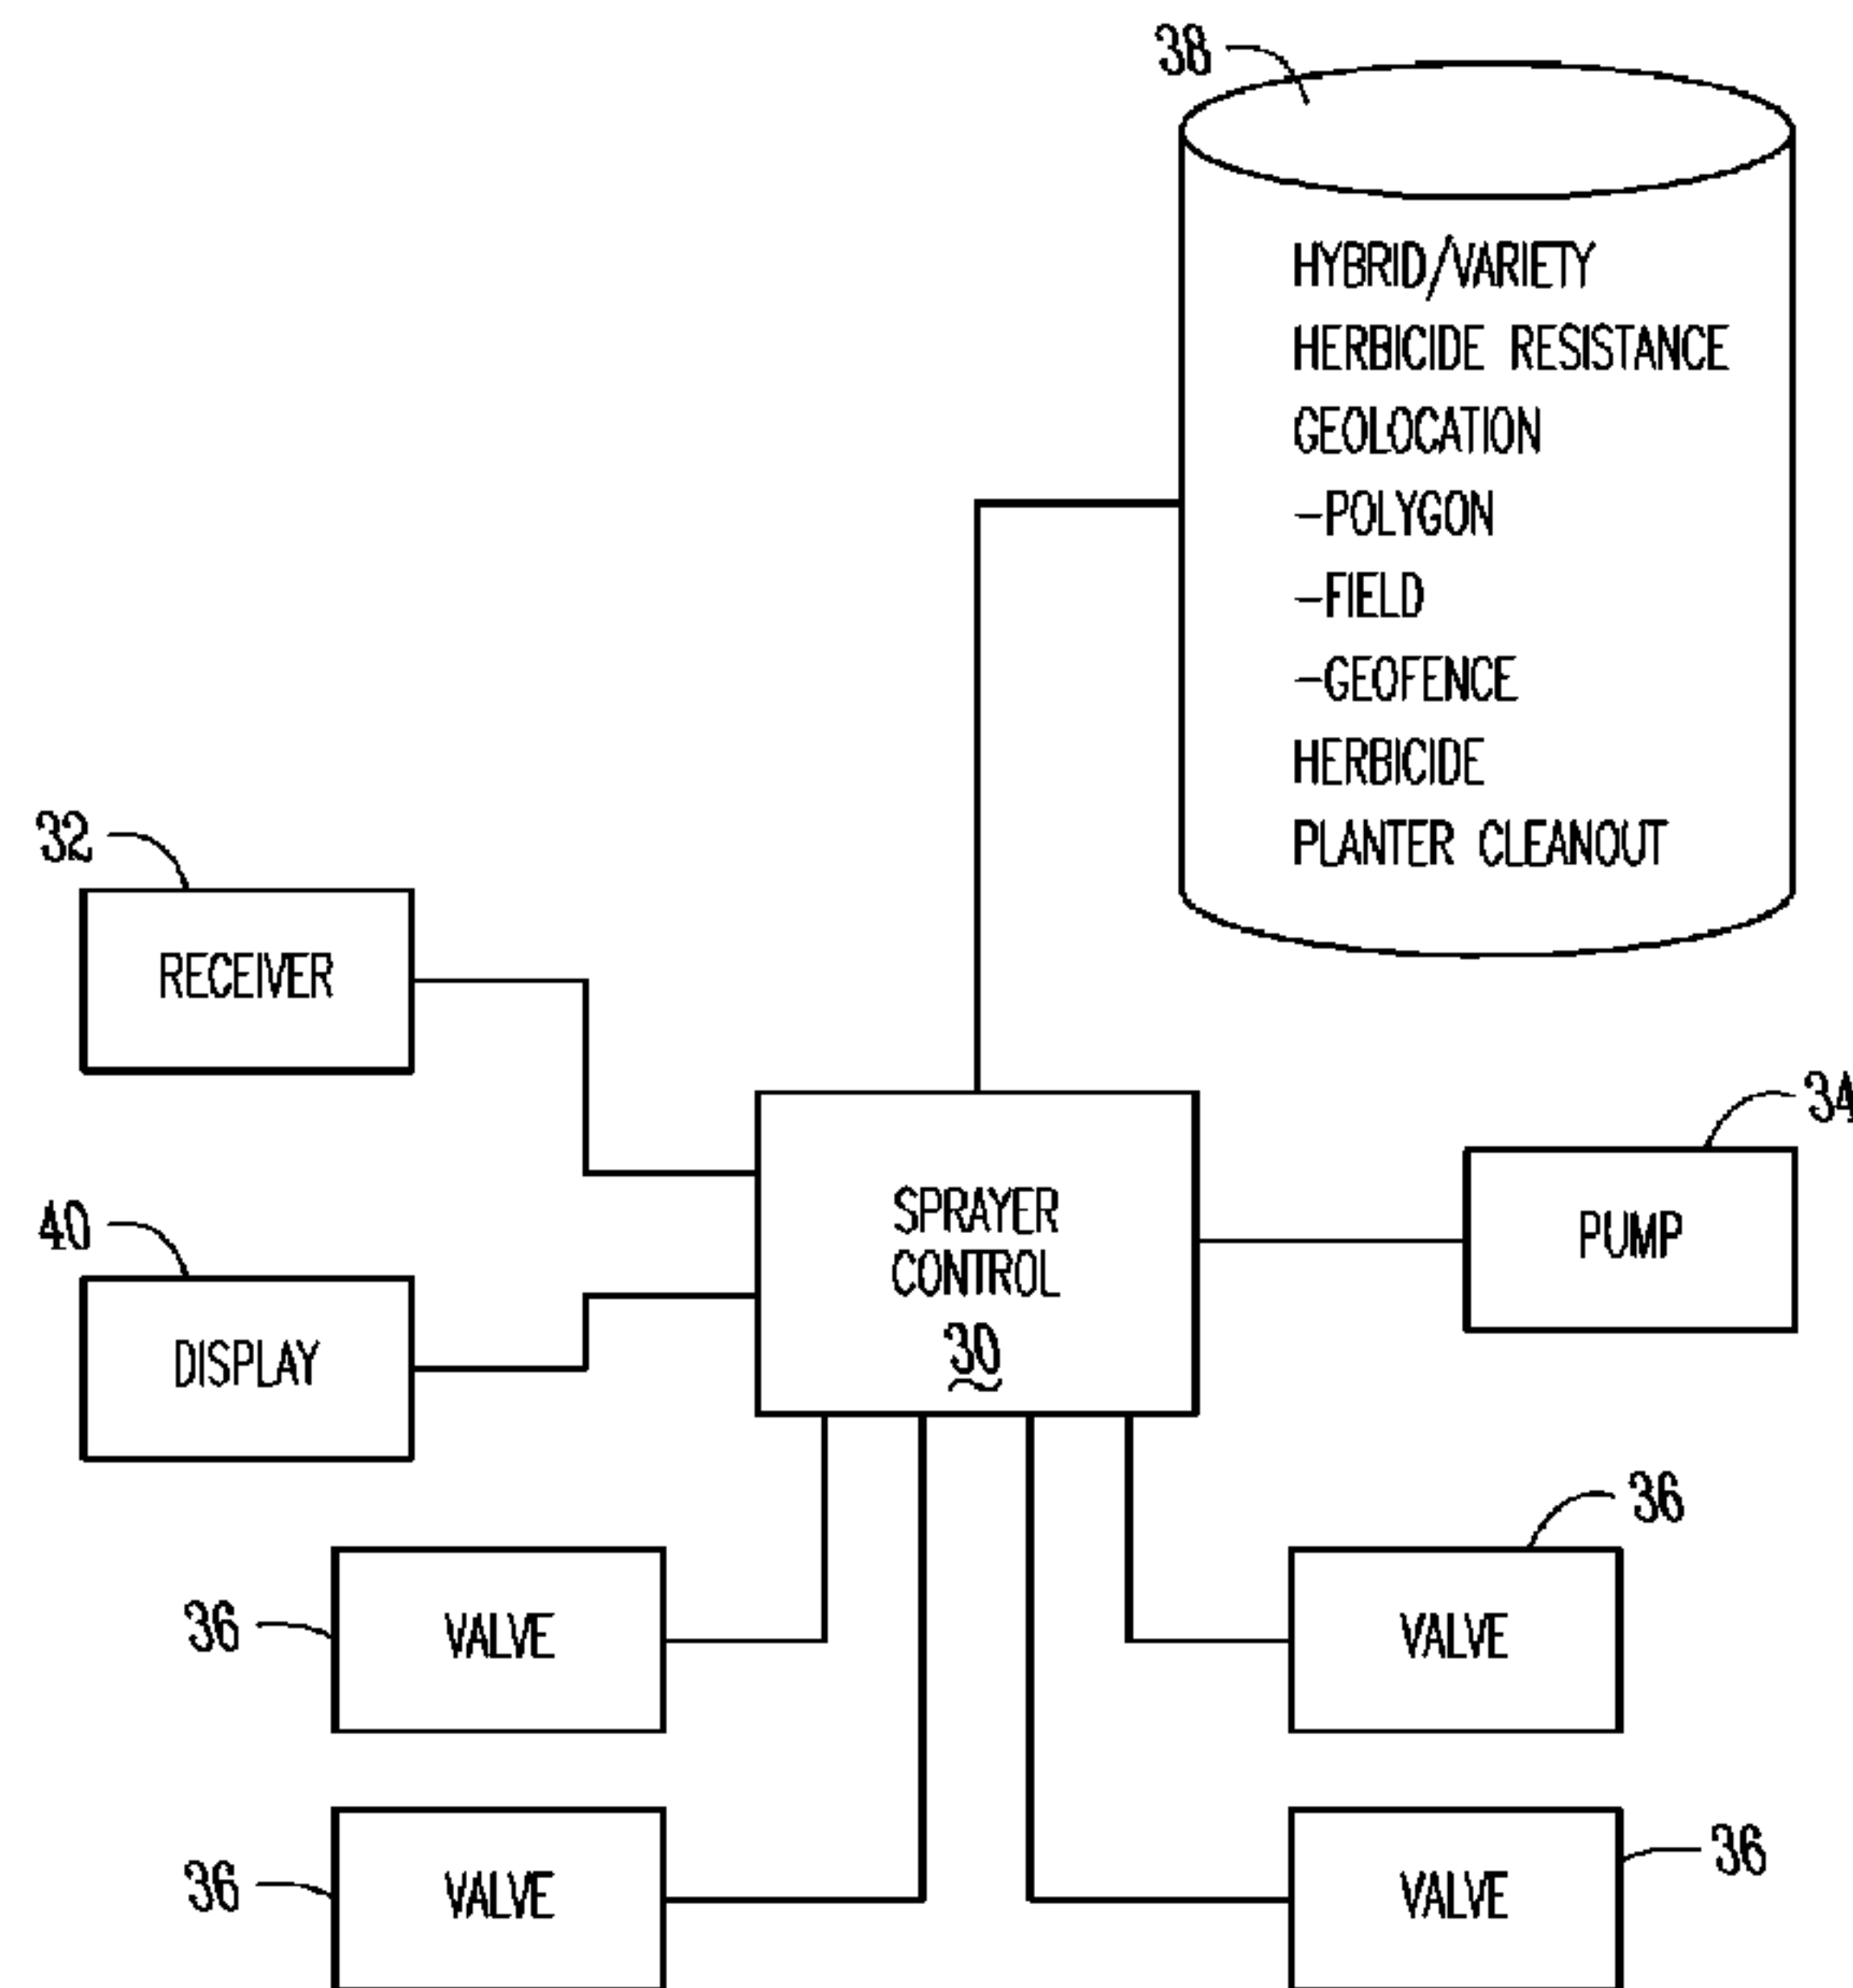 38
HYBRID/VARIETY
HERBICIDE RESISTANCE
GEOLOCATION
-POLYGON
-FIELD
-GEOFENCE
HERBICIDE
PLANTER CLEANOUT
32
RECEIVER
34
PUMP
SPRAYER
CONTROL
30
40
DISPLAY
36
VALVE
36
VALVE
36
VALVE
36
VALVE